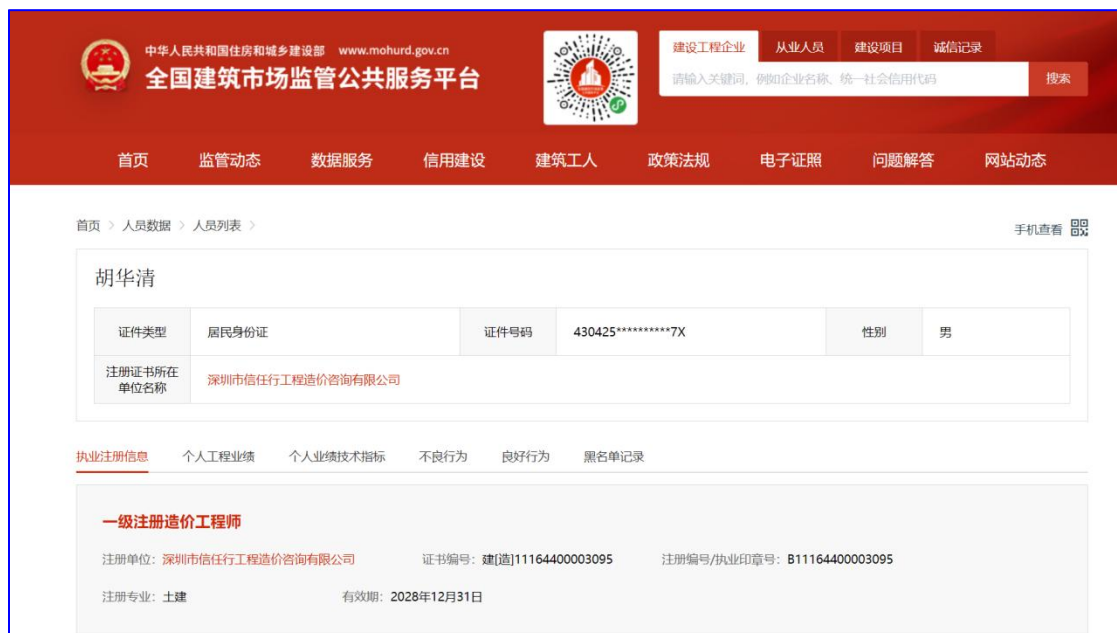 中华人民共和国住房和城乡建设部 www.mohurd.gov.cn
全国建筑市场监管公共服务平台
建设工程企业 从业人员 建设项目 诚信记录
请输入关键词，例如企业名称、统一社会信用代码 搜索
首页 监管动态 数据服务 信用建设 建筑工人 政策法规 电子证照 问题解答 网站动态
首页 > 人员数据 > 人员列表 >
手机查看
胡华清
证件类型 居民身份证 证件号码 430425**********7X 性别 男
注册证书所在
单位名称
深圳市信任行工程造价咨询有限公司
执业注册信息 个人工程业绩 个人业绩技术指标 不良行为 良好行为 黑名单记录
一级注册造价工程师
注册单位：深圳市信任行工程造价咨询有限公司 证书编号：建[造]11164400003095 注册编号/执业印章号：B11164400003095
注册专业：土建 有效期：2028年12月31日